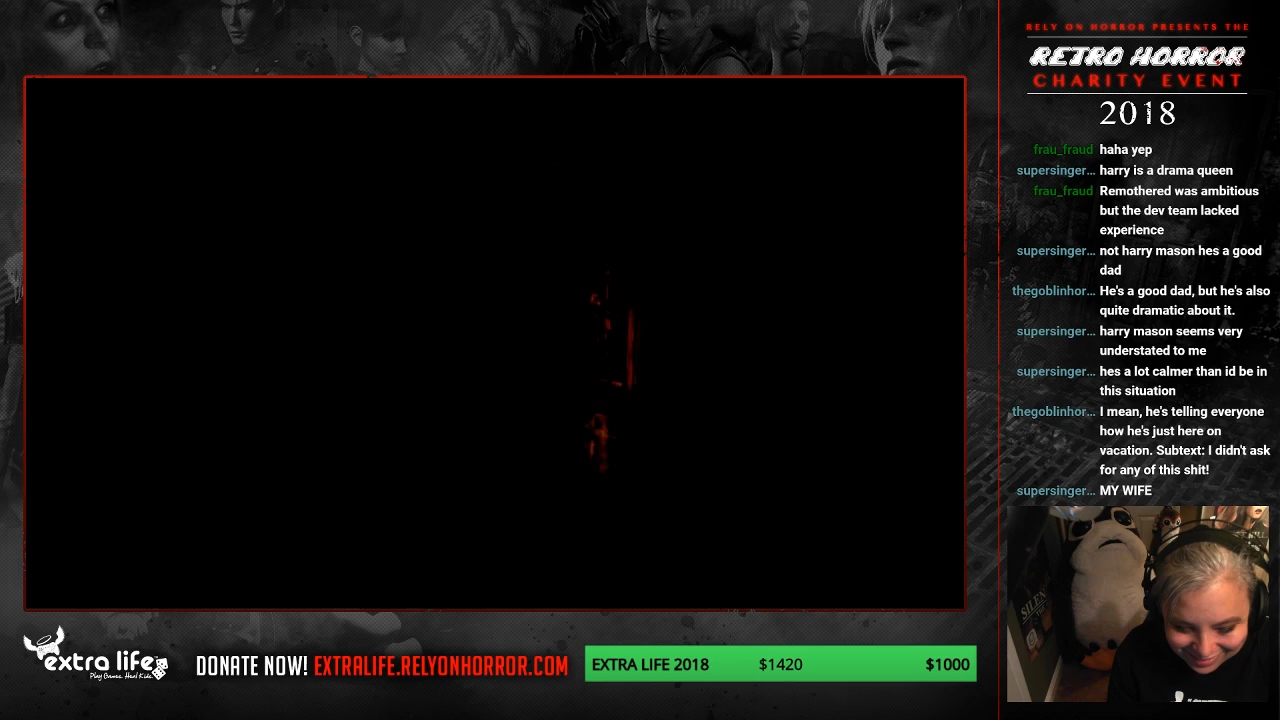 RELY ON HORROR PRESENTS THE
RETRO HORROR
CHARITY EVENT
2018
frau_fraud haha yep
supersinger... harry is a drama queen
frau_fraud Remothered was ambitious
but the dev team lacked
experience
supersinger... not harry mason hes a good
dad
thegoblinhor... He's a good dad, but he's also
quite dramatic about it.
supersinger... harry mason seems very
understated to me
supersinger... hes a lot calmer than id be in
this situation
thegoblinhor... I mean, he's telling everyone
how he's just here on
vacation. Subtext: I didn't ask
for any of this shit!
supersinger... MY WIFE
SILEN
extra life
Play Games. Heal Kids.
DONATE NOW! EXTRALIFE.RELYONHORROR.COM
EXTRA LIFE 2018 $1420 $1000